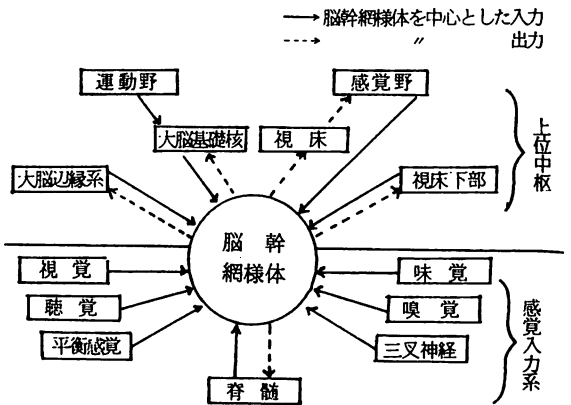 脳幹網様体を中心とした入力
〃 出力
運動野
感覚野
大脳基礎核
視床
大脳辺縁系
視床下部
上位中枢
脳幹
網様体
視覚
味覚
聴覚
嗅覚
平衡感覚
三叉神経
脊髄
感覚入力系